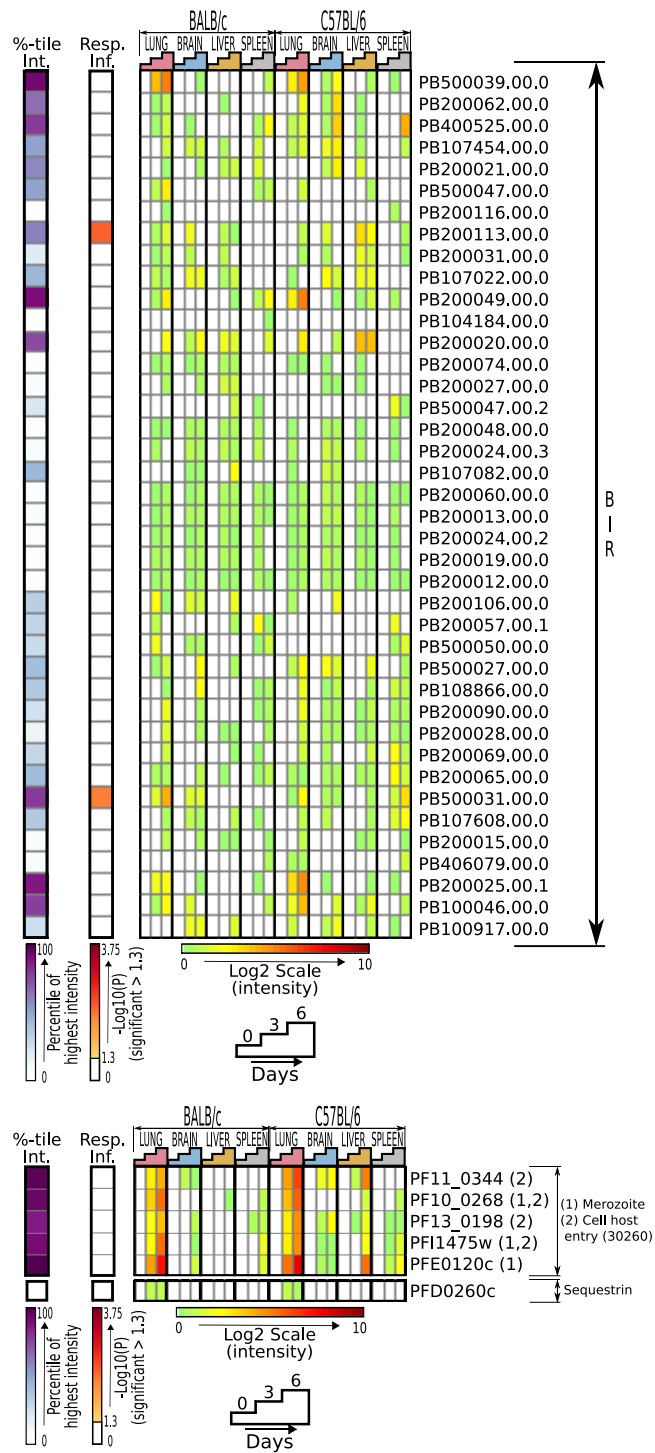 BALB/c C57BL/6
%-tile Int. Resp. Inf. LUNG BRAIN LIVER SPLEEN LUNG BRAIN LIVER SPLEEN
PB500039.00.0
PB200062.00.0
PB400525.00.0
PB107454.00.0
PB200021.00.0
PB500047.00.0
PB200116.00.0
PB200113.00.0
PB200031.00.0
PB107022.00.0
PB200049.00.0
PB104184.00.0
PB200020.00.0
PB200074.00.0
PB200027.00.0
PB500047.00.2
PB200048.00.0
PB200024.00.3
PB107082.00.0
PB200060.00.0
PB200013.00.0
PB200024.00.2
PB200019.00.0
PB200012.00.0
PB200106.00.0
PB200057.00.1
PB500050.00.0
PB500027.00.0
PB108866.00.0
PB200090.00.0
PB200028.00.0
PB200069.00.0
PB200065.00.0
PB500031.00.0
PB107608.00.0
PB200015.00.0
PB406079.00.0
PB200025.00.1
PB100046.00.0
PB100917.00.0
BIR
100
0
Percentile of
highest intensity
3.75
1.3
0
-Log10(P)
(significant > 1.3)
0 10
Log2 Scale
(intensity)
0 3 6
Days
BALB/c C57BL/6
%-tile Int. Resp. Inf. LUNG BRAIN LIVER SPLEEN LUNG BRAIN LIVER SPLEEN
PF11_0344 (2)
PF10_0268 (1,2)
PF13_0198 (2)
PFI1475w (1,2)
PFE0120c (1)
(1) Merozoite
(2) Cell host
entry (30260)
PFD0260c
Sequestrin
100
0
Percentile of
highest intensity
3.75
1.3
0
-Log10(P)
(significant > 1.3)
0 10
Log2 Scale
(intensity)
0 3 6
Days